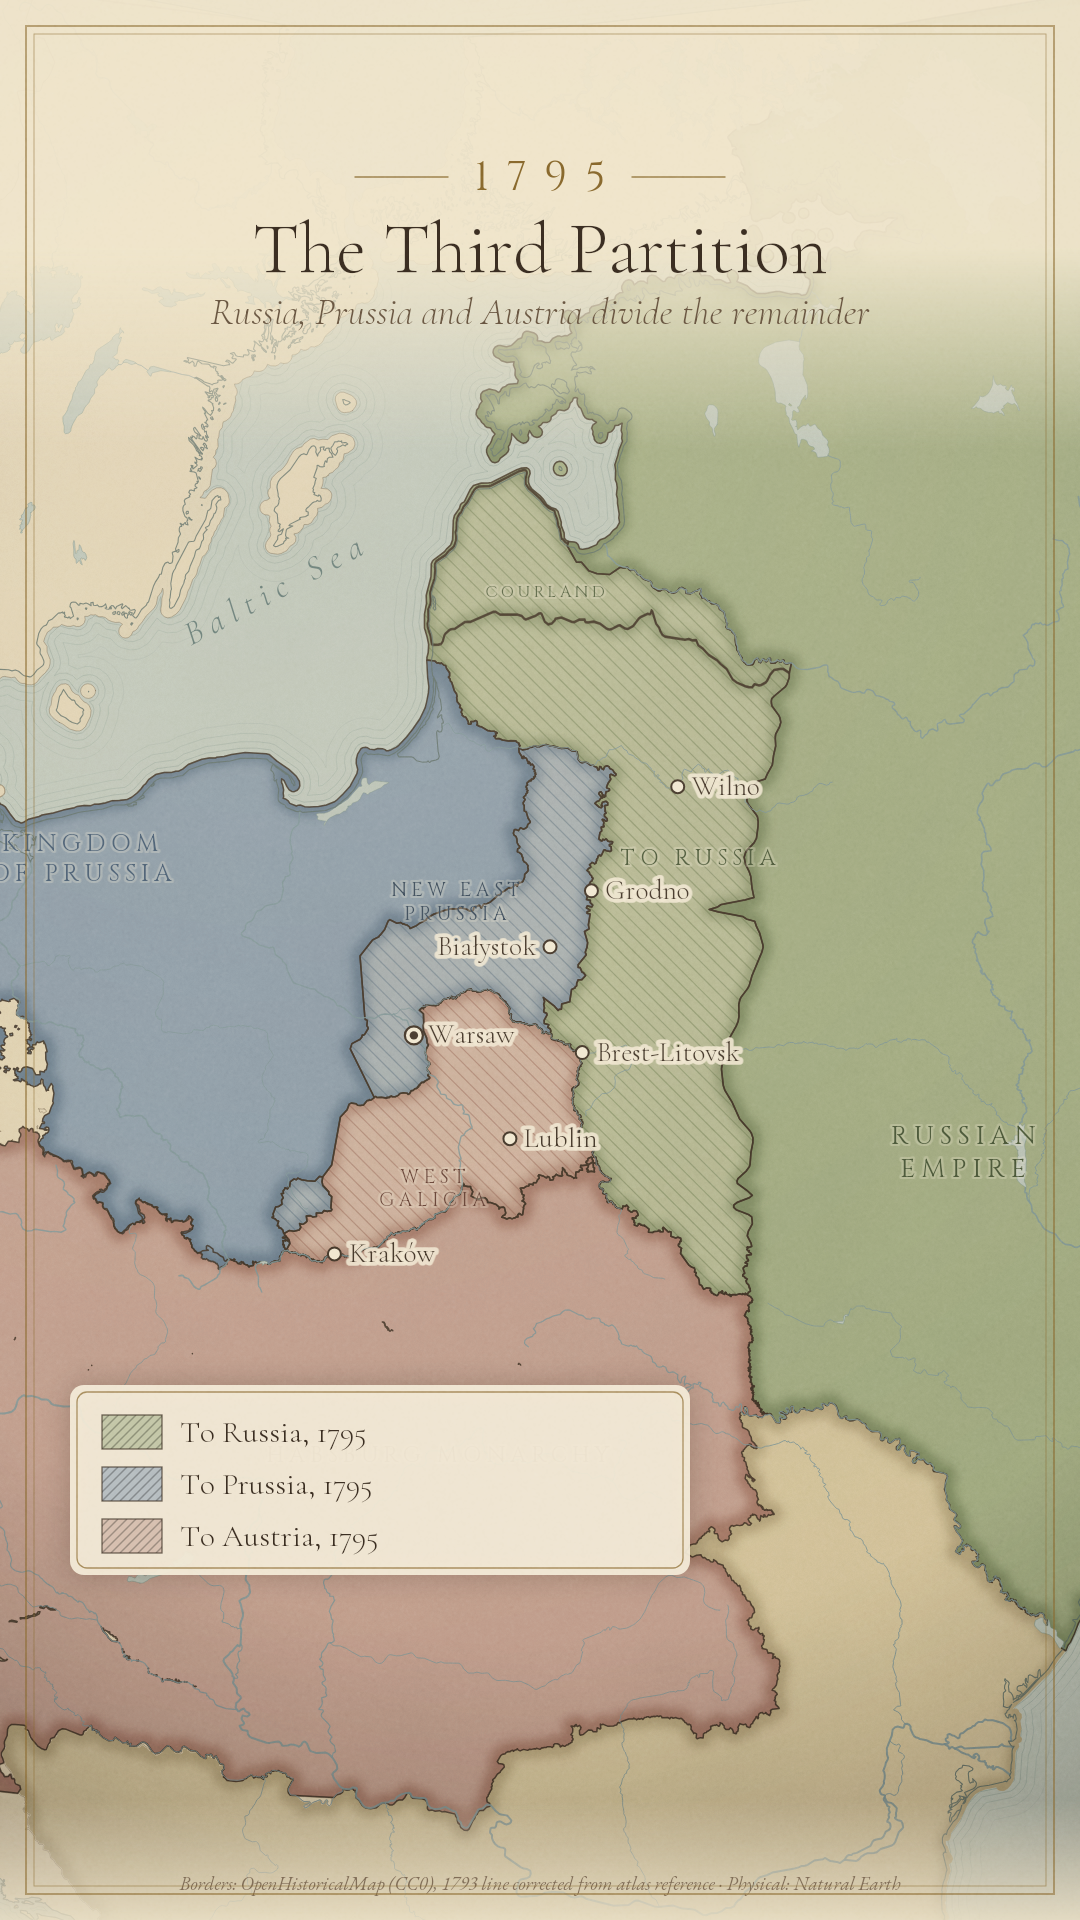 1795
The Third Partition
Russia, Prussia and Austria divide the remainder
Baltic Sea
COURLAND
Wilno
KINGDOM
OF PRUSSIA
TO RUSSIA
NEW EAST
PRUSSIA
Grodno
Białystok
Warsaw
Brest-Litovsk
Lublin
RUSSIAN
EMPIRE
WEST
GALICIA
Kraków
To Russia, 1795
To Prussia, 1795
To Austria, 1795
Borders: OpenHistoricalMap (CC0), 1793 line corrected from atlas reference · Physical: Natural Earth